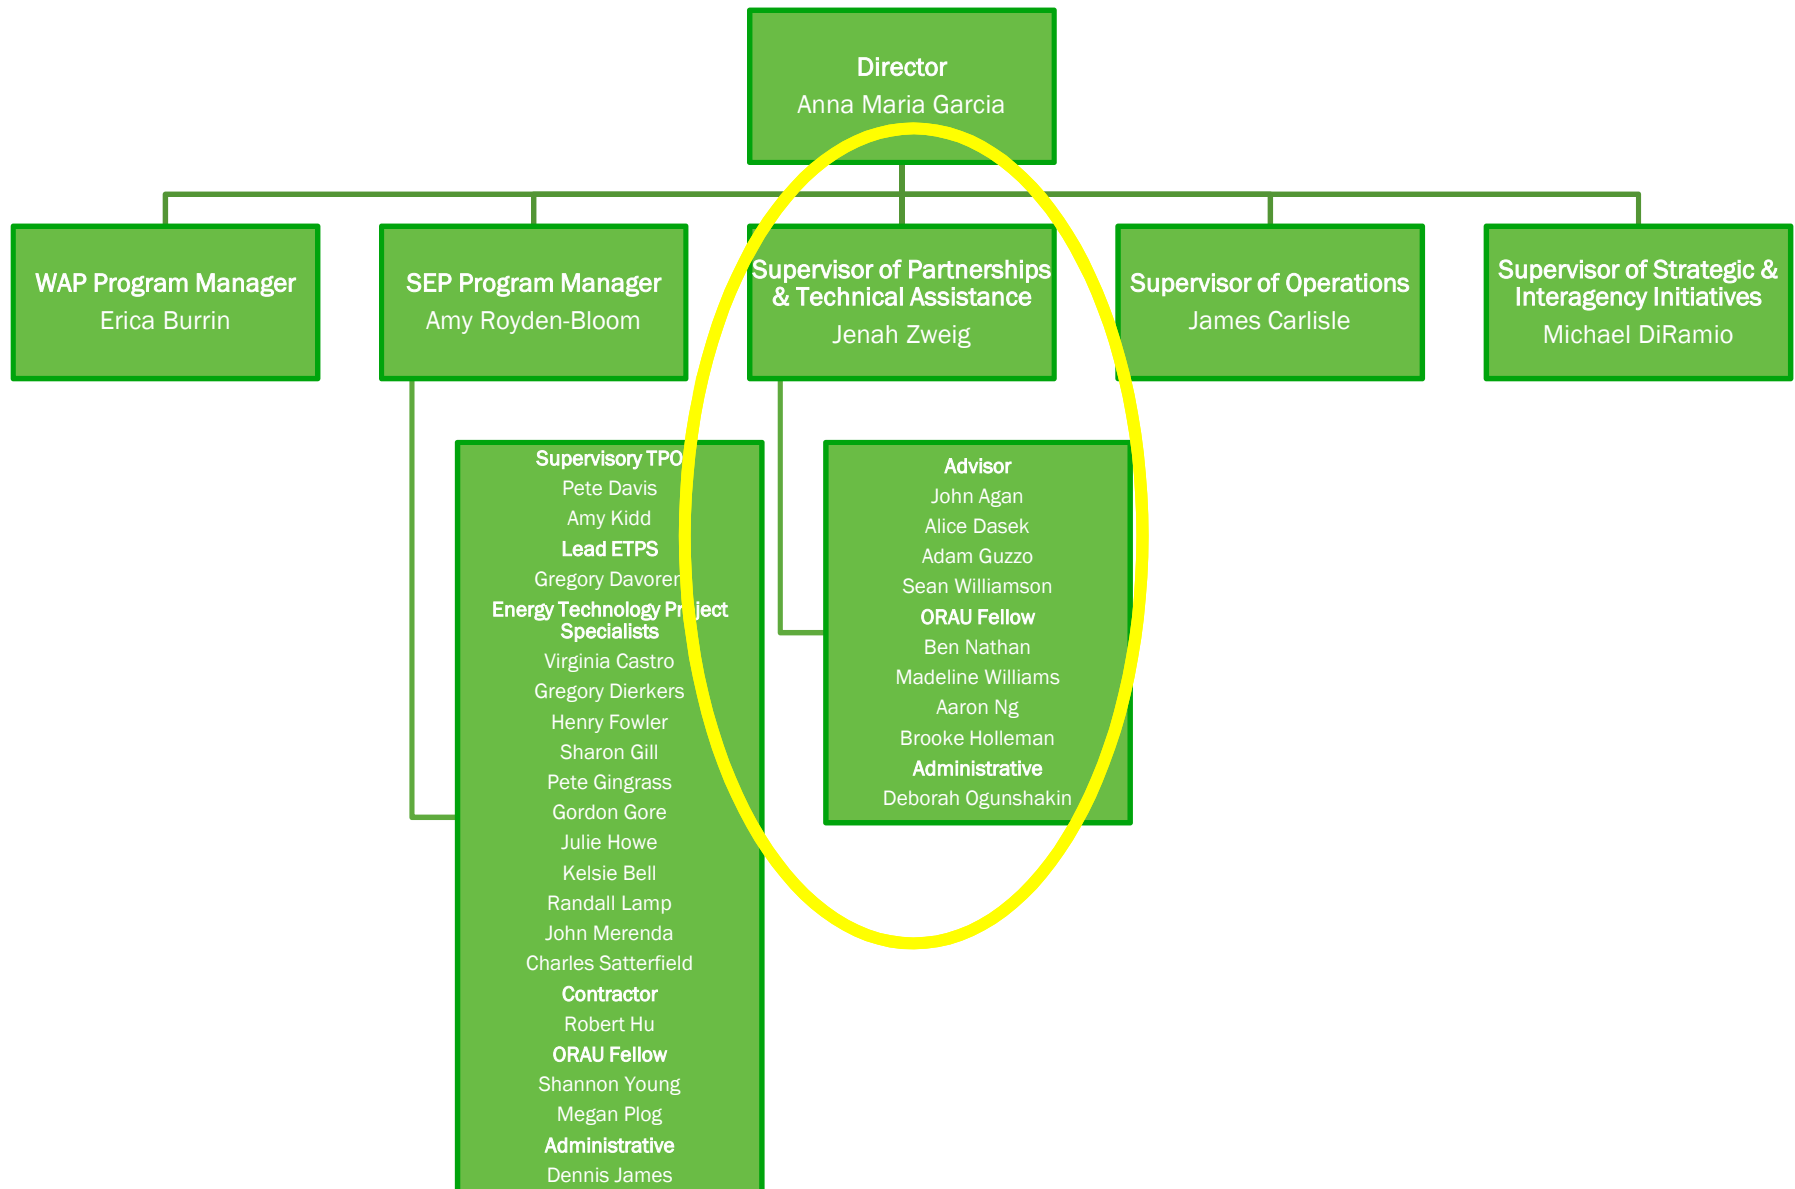 Director
Anna Maria Garcia
WAP Program Manager
Erica Burrin
SEP Program Manager
Amy Royden-Bloom
Supervisor of Partnerships
& Technical Assistance
Jenah Zweig
Supervisor of Operations
James Carlisle
Supervisor of Strategic &
Interagency Initiatives
Michael DiRamio
Supervisory TPO
Pete Davis
Amy Kidd
Lead ETPS
Gregory Davoren
Energy Technology Project
Specialists
Virginia Castro
Gregory Dierkers
Henry Fowler
Sharon Gill
Pete Gingrass
Gordon Gore
Julie Howe
Kelsie Bell
Randall Lamp
John Merenda
Charles Satterfield
Contractor
Robert Hu
ORAU Fellow
Shannon Young
Megan Plog
Administrative
Dennis James
Advisor
John Agan
Alice Dasek
Adam Guzzo
Sean Williamson
ORAU Fellow
Ben Nathan
Madeline Williams
Aaron Ng
Brooke Holleman
Administrative
Deborah Ogunshakin